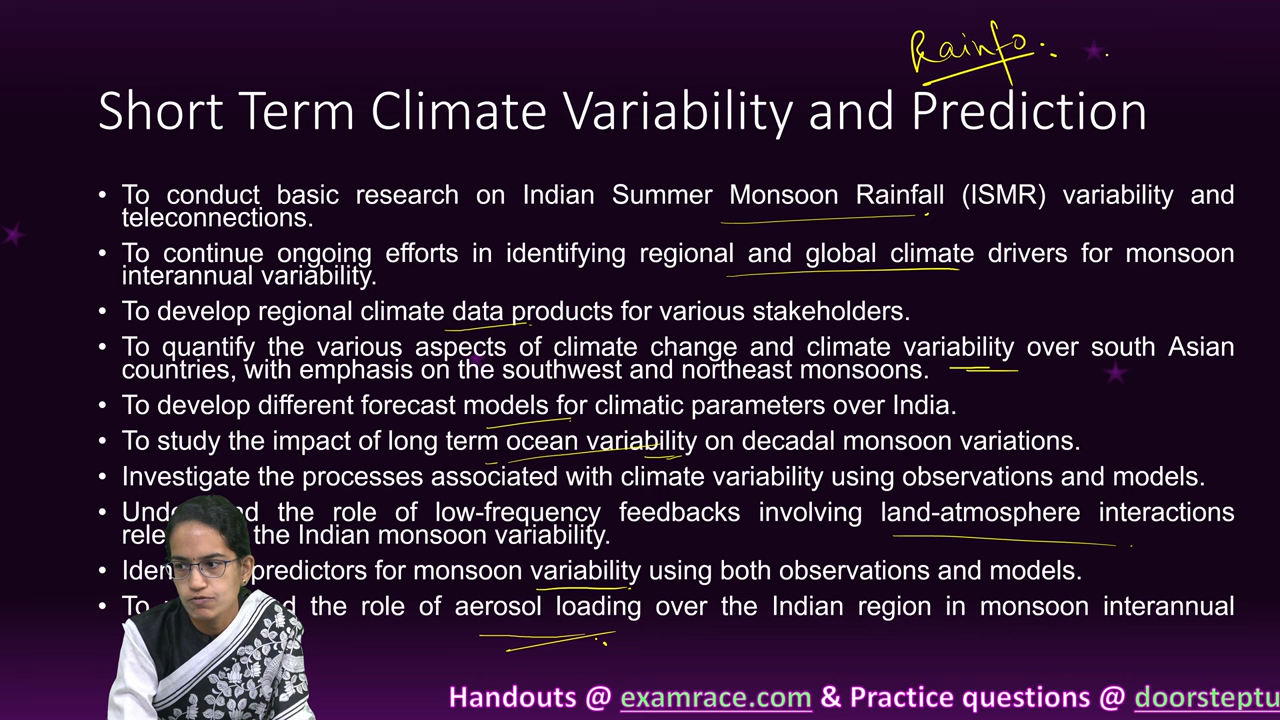 Rainfo
Short Term Climate Variability and Prediction
• To conduct basic research on Indian Summer Monsoon Rainfall (ISMR) variability and
teleconnections.
• To continue ongoing efforts in identifying regional and global climate drivers for monsoon
interannual variability.
• To develop regional climate data products for various stakeholders.
• To quantify the various aspects of climate change and climate variability over south Asian
countries, with emphasis on the southwest and northeast monsoons.
• To develop different forecast models for climatic parameters over India.
• To study the impact of long term ocean variability on decadal monsoon variations.
• Investigate the processes associated with climate variability using observations and models.
• the role of low-frequency feedbacks involving land-atmosphere interactions
the Indian monsoon variability.
• predictors for monsoon variability using both observations and models.
• To the role of aerosol loading over the Indian region in monsoon interannual
Handouts @ examrace.com & Practice questions @ doorsteptu